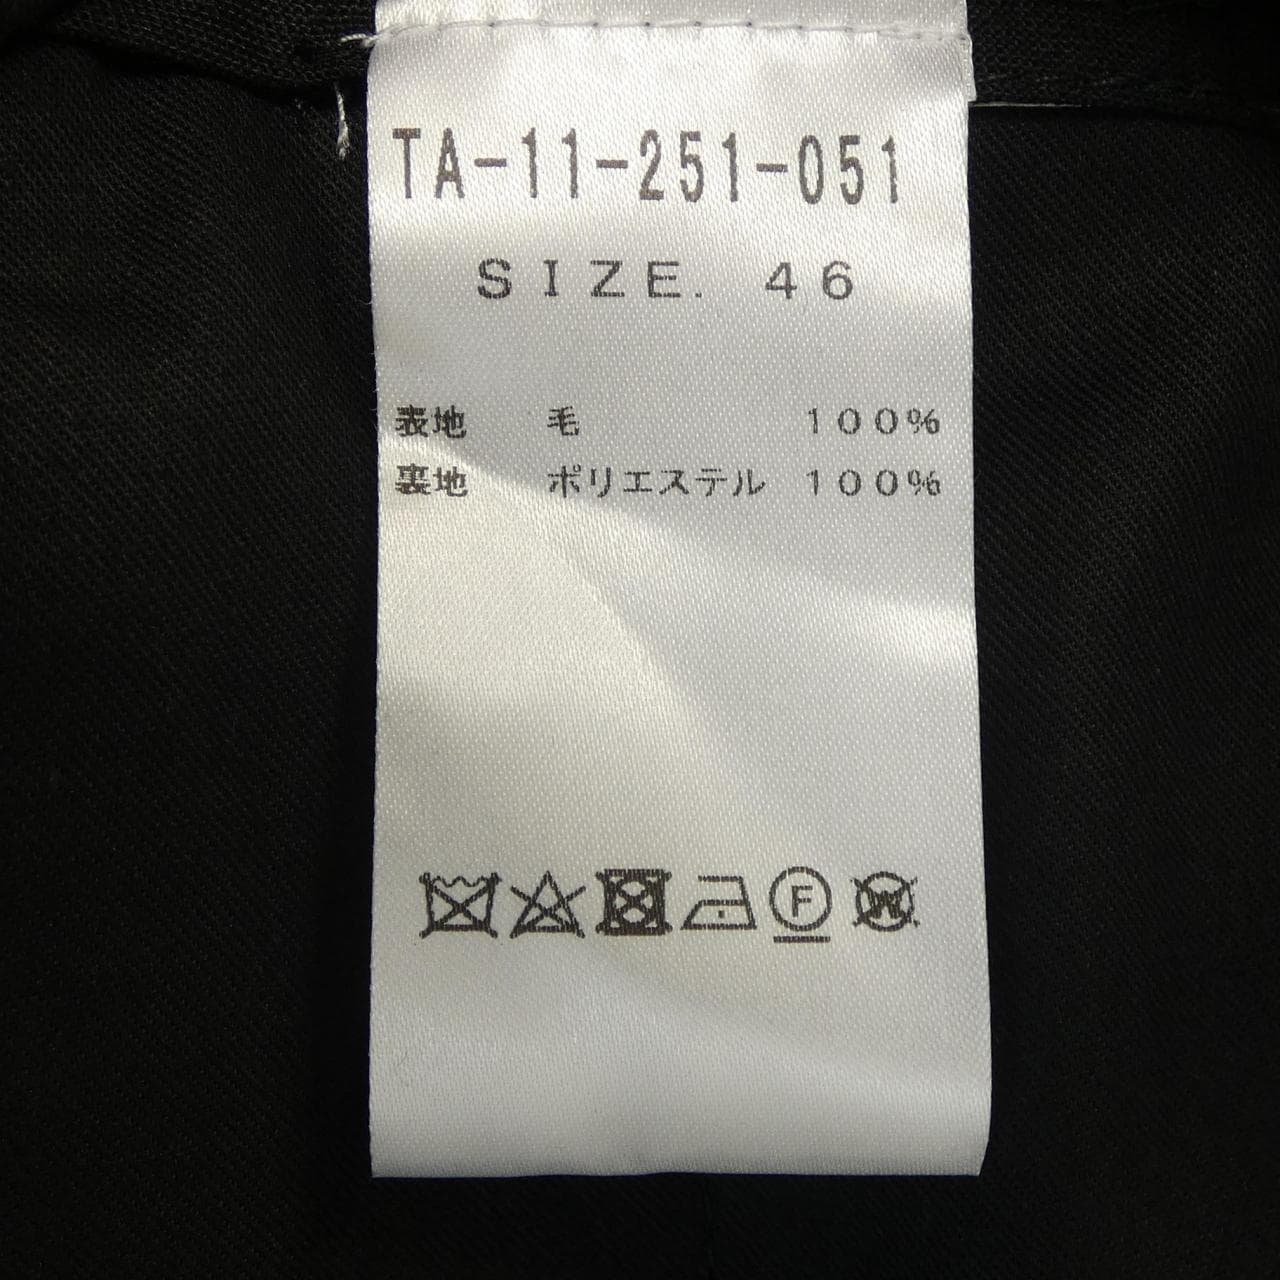 TA-11-251-051
SIZE. 46
表地 毛 100%
裏地 ポリエステル 100%
F
W